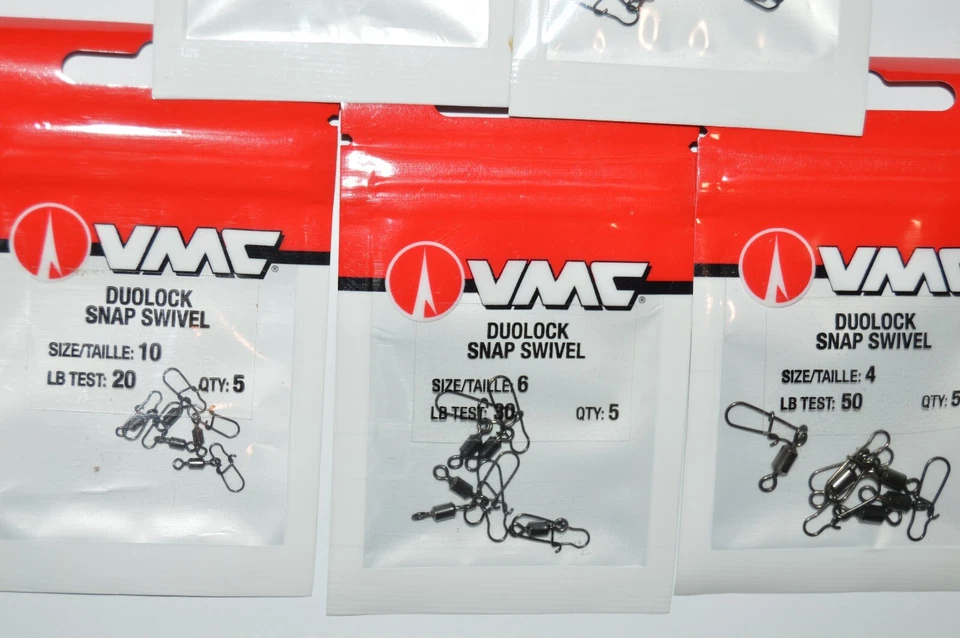 VMC®
DUOLOCK
SNAP SWIVEL
SIZE/TAILLE: 10
LB TEST: 20 QTY: 5
VMC®
DUOLOCK
SNAP SWIVEL
SIZE/TAILLE: 6
LB TEST: 30 QTY: 5
VMC
DUOLOCK
SNAP SWIVEL
SIZE/TAILLE: 4
LB TEST: 50 QTY: 5